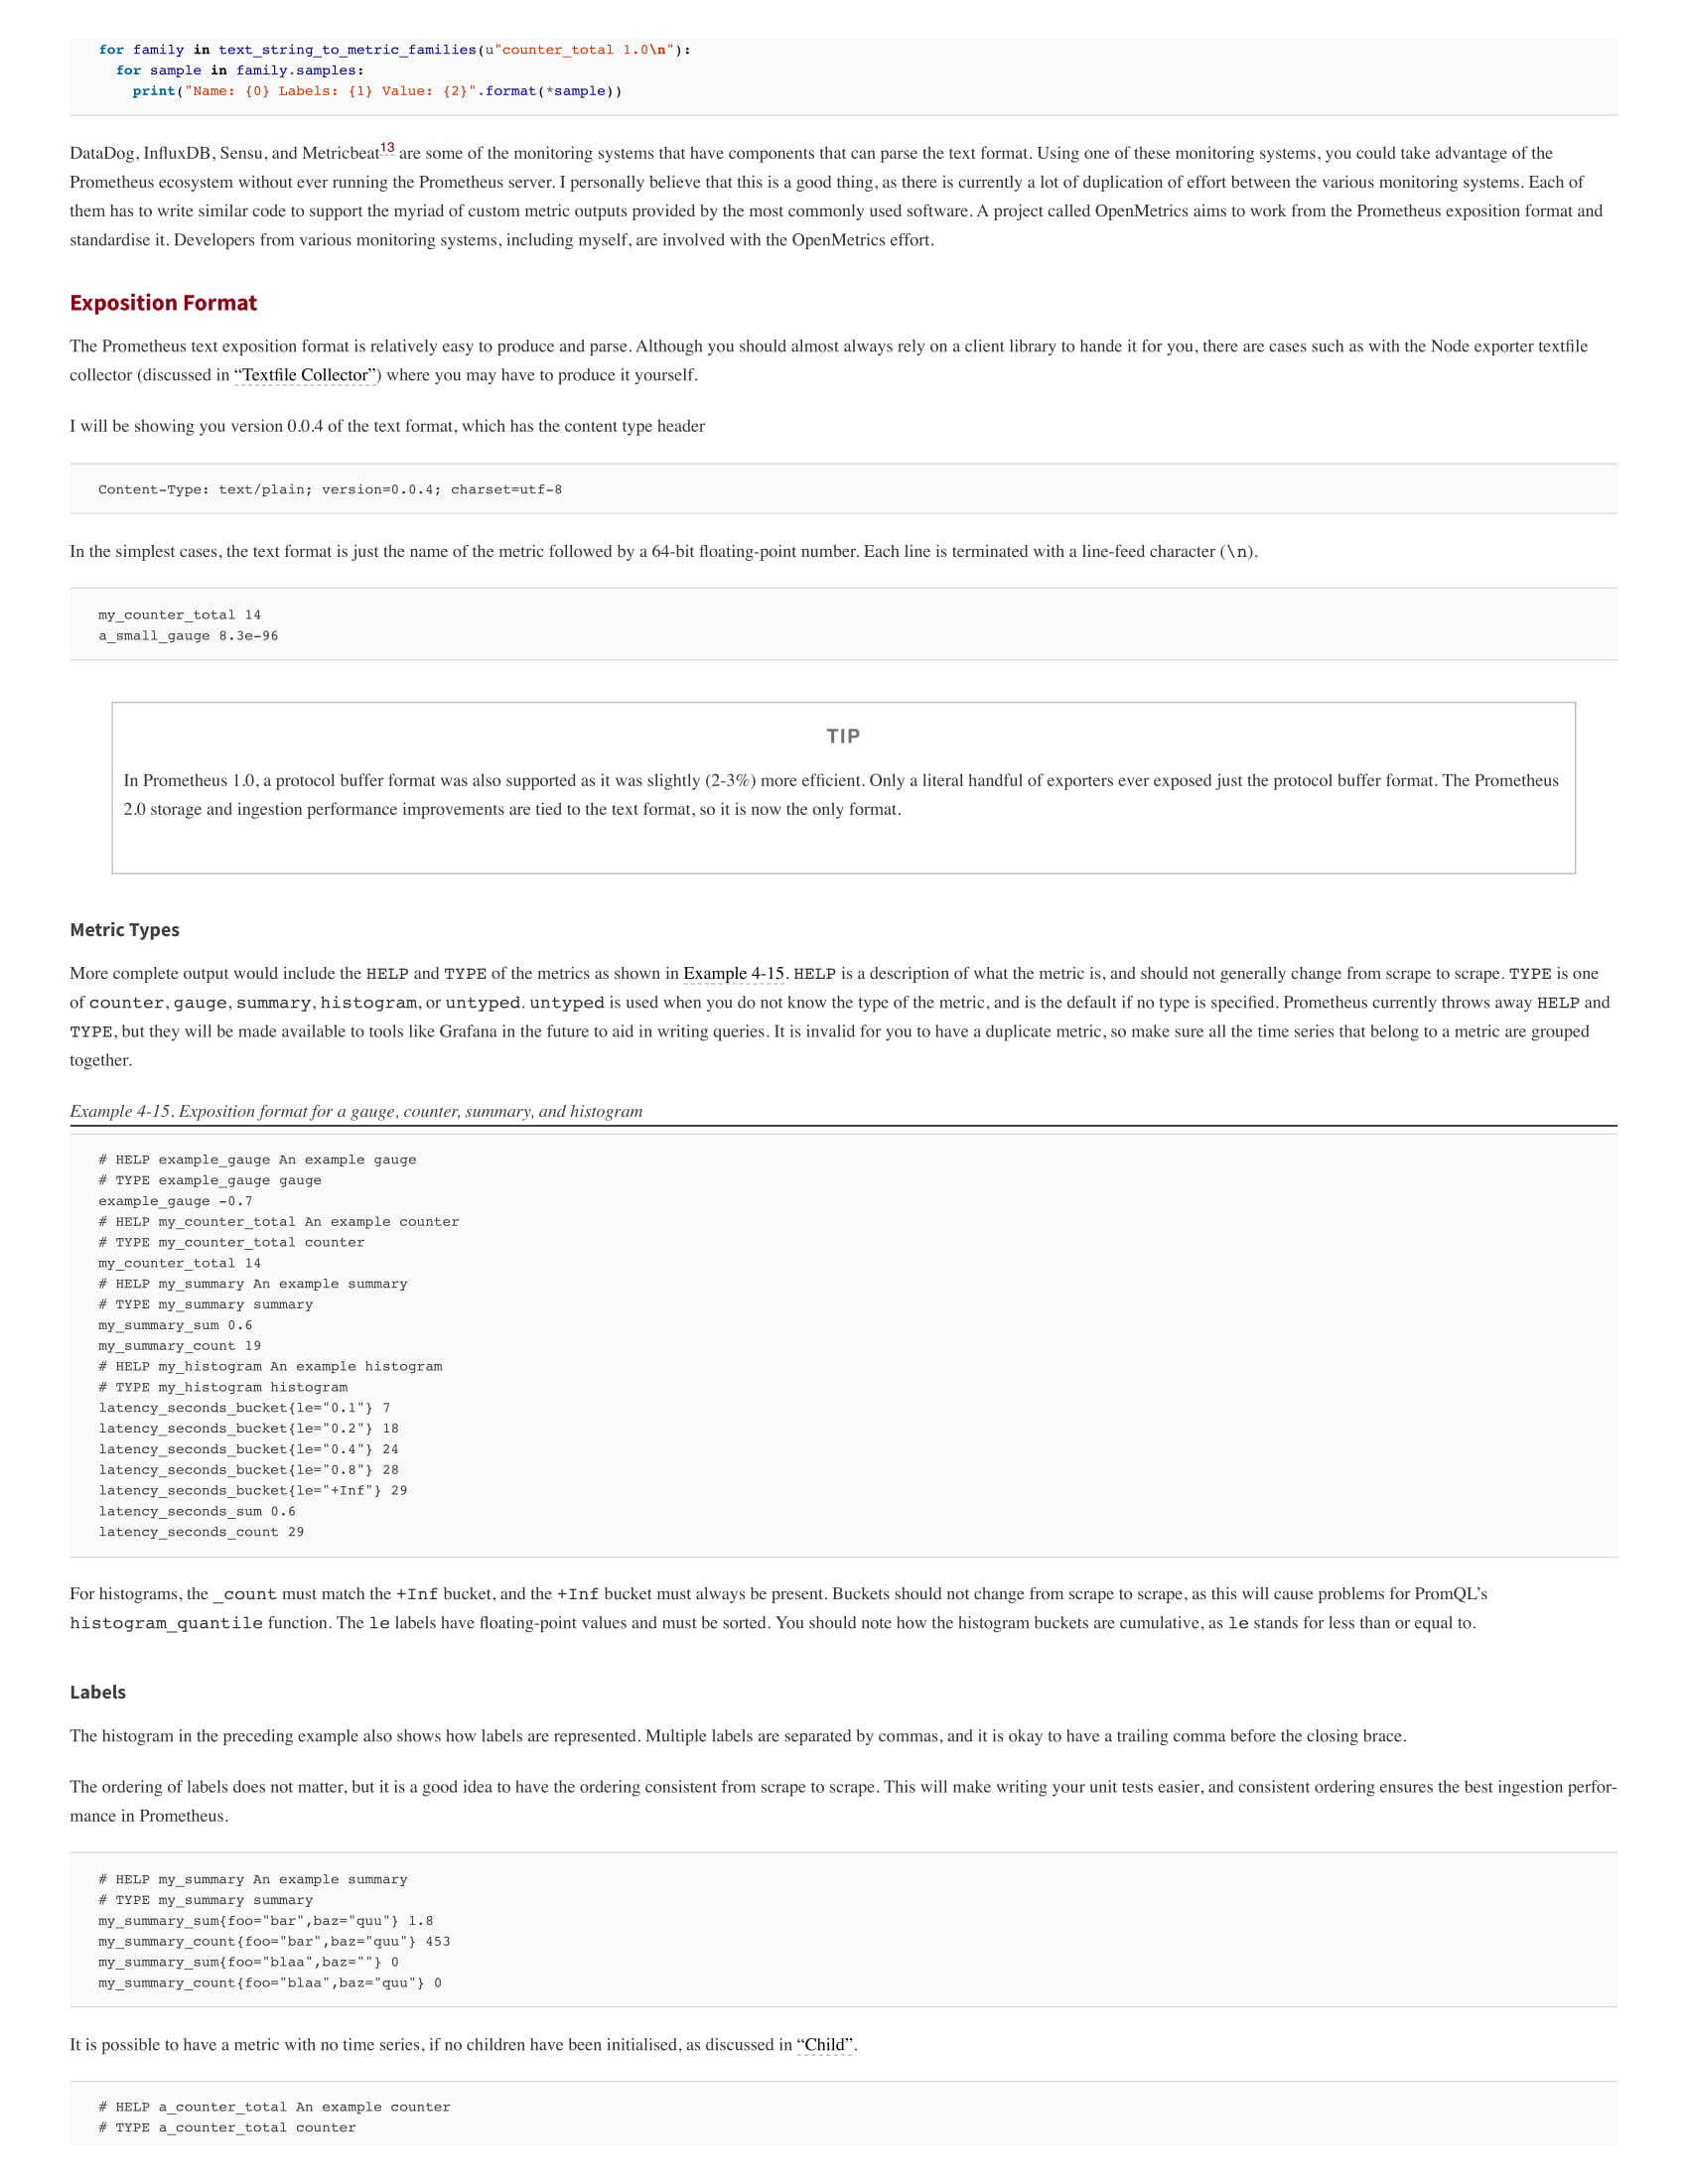 for family in text_string_to_metric_families(u"counter_total 1.0\n"):
  for sample in family.samples:
    print("Name: {0} Labels: {1} Value: {2}".format(*sample))
DataDog, InfluxDB, Sensu, and Metricbeat13 are some of the monitoring systems that have components that can parse the text format. Using one of these monitoring systems, you could take advantage of the
Prometheus ecosystem without ever running the Prometheus server. I personally believe that this is a good thing, as there is currently a lot of duplication of effort between the various monitoring systems. Each of
them has to write similar code to support the myriad of custom metric outputs provided by the most commonly used software. A project called OpenMetrics aims to work from the Prometheus exposition format and
standardise it. Developers from various monitoring systems, including myself, are involved with the OpenMetrics effort.
Exposition Format
The Prometheus text exposition format is relatively easy to produce and parse. Although you should almost always rely on a client library to hande it for you, there are cases such as with the Node exporter textfile
collector (discussed in “Textfile Collector”) where you may have to produce it yourself.
I will be showing you version 0.0.4 of the text format, which has the content type header
Content-Type: text/plain; version=0.0.4; charset=utf-8
In the simplest cases, the text format is just the name of the metric followed by a 64-bit floating-point number. Each line is terminated with a line-feed character (\n).
my_counter_total 14
a_small_gauge 8.3e-96
TIP
In Prometheus 1.0, a protocol buffer format was also supported as it was slightly (2-3%) more efficient. Only a literal handful of exporters ever exposed just the protocol buffer format. The Prometheus
2.0 storage and ingestion performance improvements are tied to the text format, so it is now the only format.
Metric Types
More complete output would include the HELP and TYPE of the metrics as shown in Example 4-15. HELP is a description of what the metric is, and should not generally change from scrape to scrape. TYPE is one
of counter, gauge, summary, histogram, or untyped. untyped is used when you do not know the type of the metric, and is the default if no type is specified. Prometheus currently throws away HELP and
TYPE, but they will be made available to tools like Grafana in the future to aid in writing queries. It is invalid for you to have a duplicate metric, so make sure all the time series that belong to a metric are grouped
together.
Example 4-15. Exposition format for a gauge, counter, summary, and histogram
# HELP example_gauge An example gauge
# TYPE example_gauge gauge
example_gauge -0.7
# HELP my_counter_total An example counter
# TYPE my_counter_total counter
my_counter_total 14
# HELP my_summary An example summary
# TYPE my_summary summary
my_summary_sum 0.6
my_summary_count 19
# HELP my_histogram An example histogram
# TYPE my_histogram histogram
latency_seconds_bucket{le="0.1"} 7
latency_seconds_bucket{le="0.2"} 18
latency_seconds_bucket{le="0.4"} 24
latency_seconds_bucket{le="0.8"} 28
latency_seconds_bucket{le="+Inf"} 29
latency_seconds_sum 0.6
latency_seconds_count 29
For histograms, the _count must match the +Inf bucket, and the +Inf bucket must always be present. Buckets should not change from scrape to scrape, as this will cause problems for PromQL’s
histogram_quantile function. The le labels have floating-point values and must be sorted. You should note how the histogram buckets are cumulative, as le stands for less than or equal to.
Labels
The histogram in the preceding example also shows how labels are represented. Multiple labels are separated by commas, and it is okay to have a trailing comma before the closing brace.
The ordering of labels does not matter, but it is a good idea to have the ordering consistent from scrape to scrape. This will make writing your unit tests easier, and consistent ordering ensures the best ingestion perfor-
mance in Prometheus.
# HELP my_summary An example summary
# TYPE my_summary summary
my_summary_sum{foo="bar",baz="quu"} 1.8
my_summary_count{foo="bar",baz="quu"} 453
my_summary_sum{foo="blaa",baz=""} 0
my_summary_count{foo="blaa",baz="quu"} 0
It is possible to have a metric with no time series, if no children have been initialised, as discussed in “Child”.
# HELP a_counter_total An example counter
# TYPE a_counter_total counter